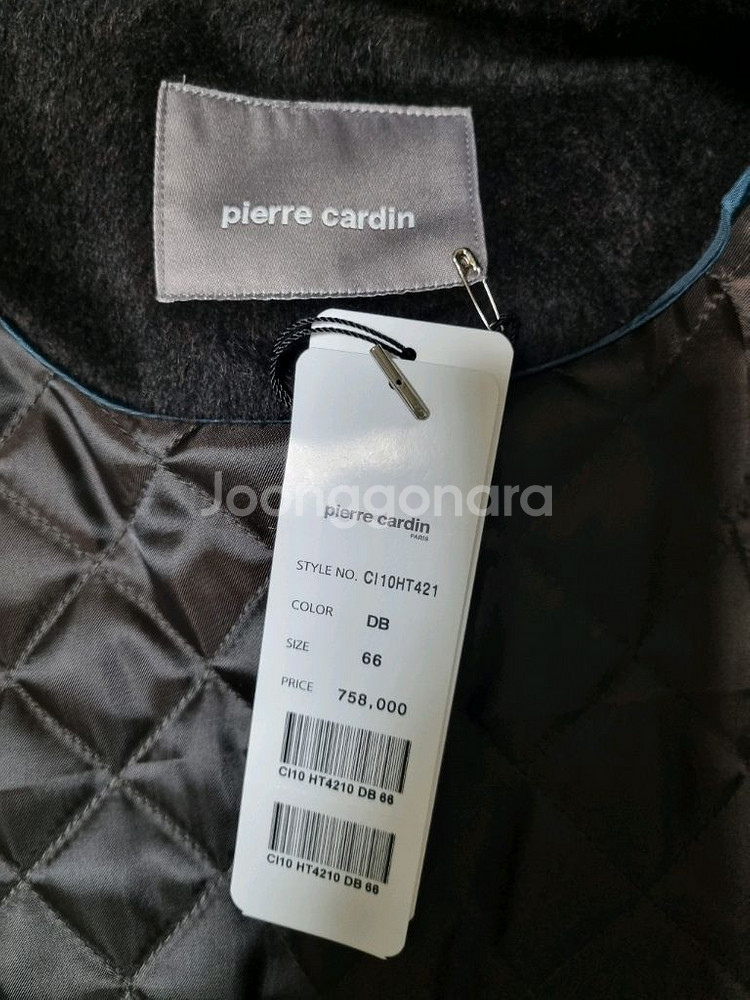 pierre cardin
Joonggonara
pierre cardin
PARIS
STYLE NO. CI10HT421
COLOR DB
SIZE 66
PRICE 758,000
CI10 HT4210 DB 66
CI10 HT4210 DB 66